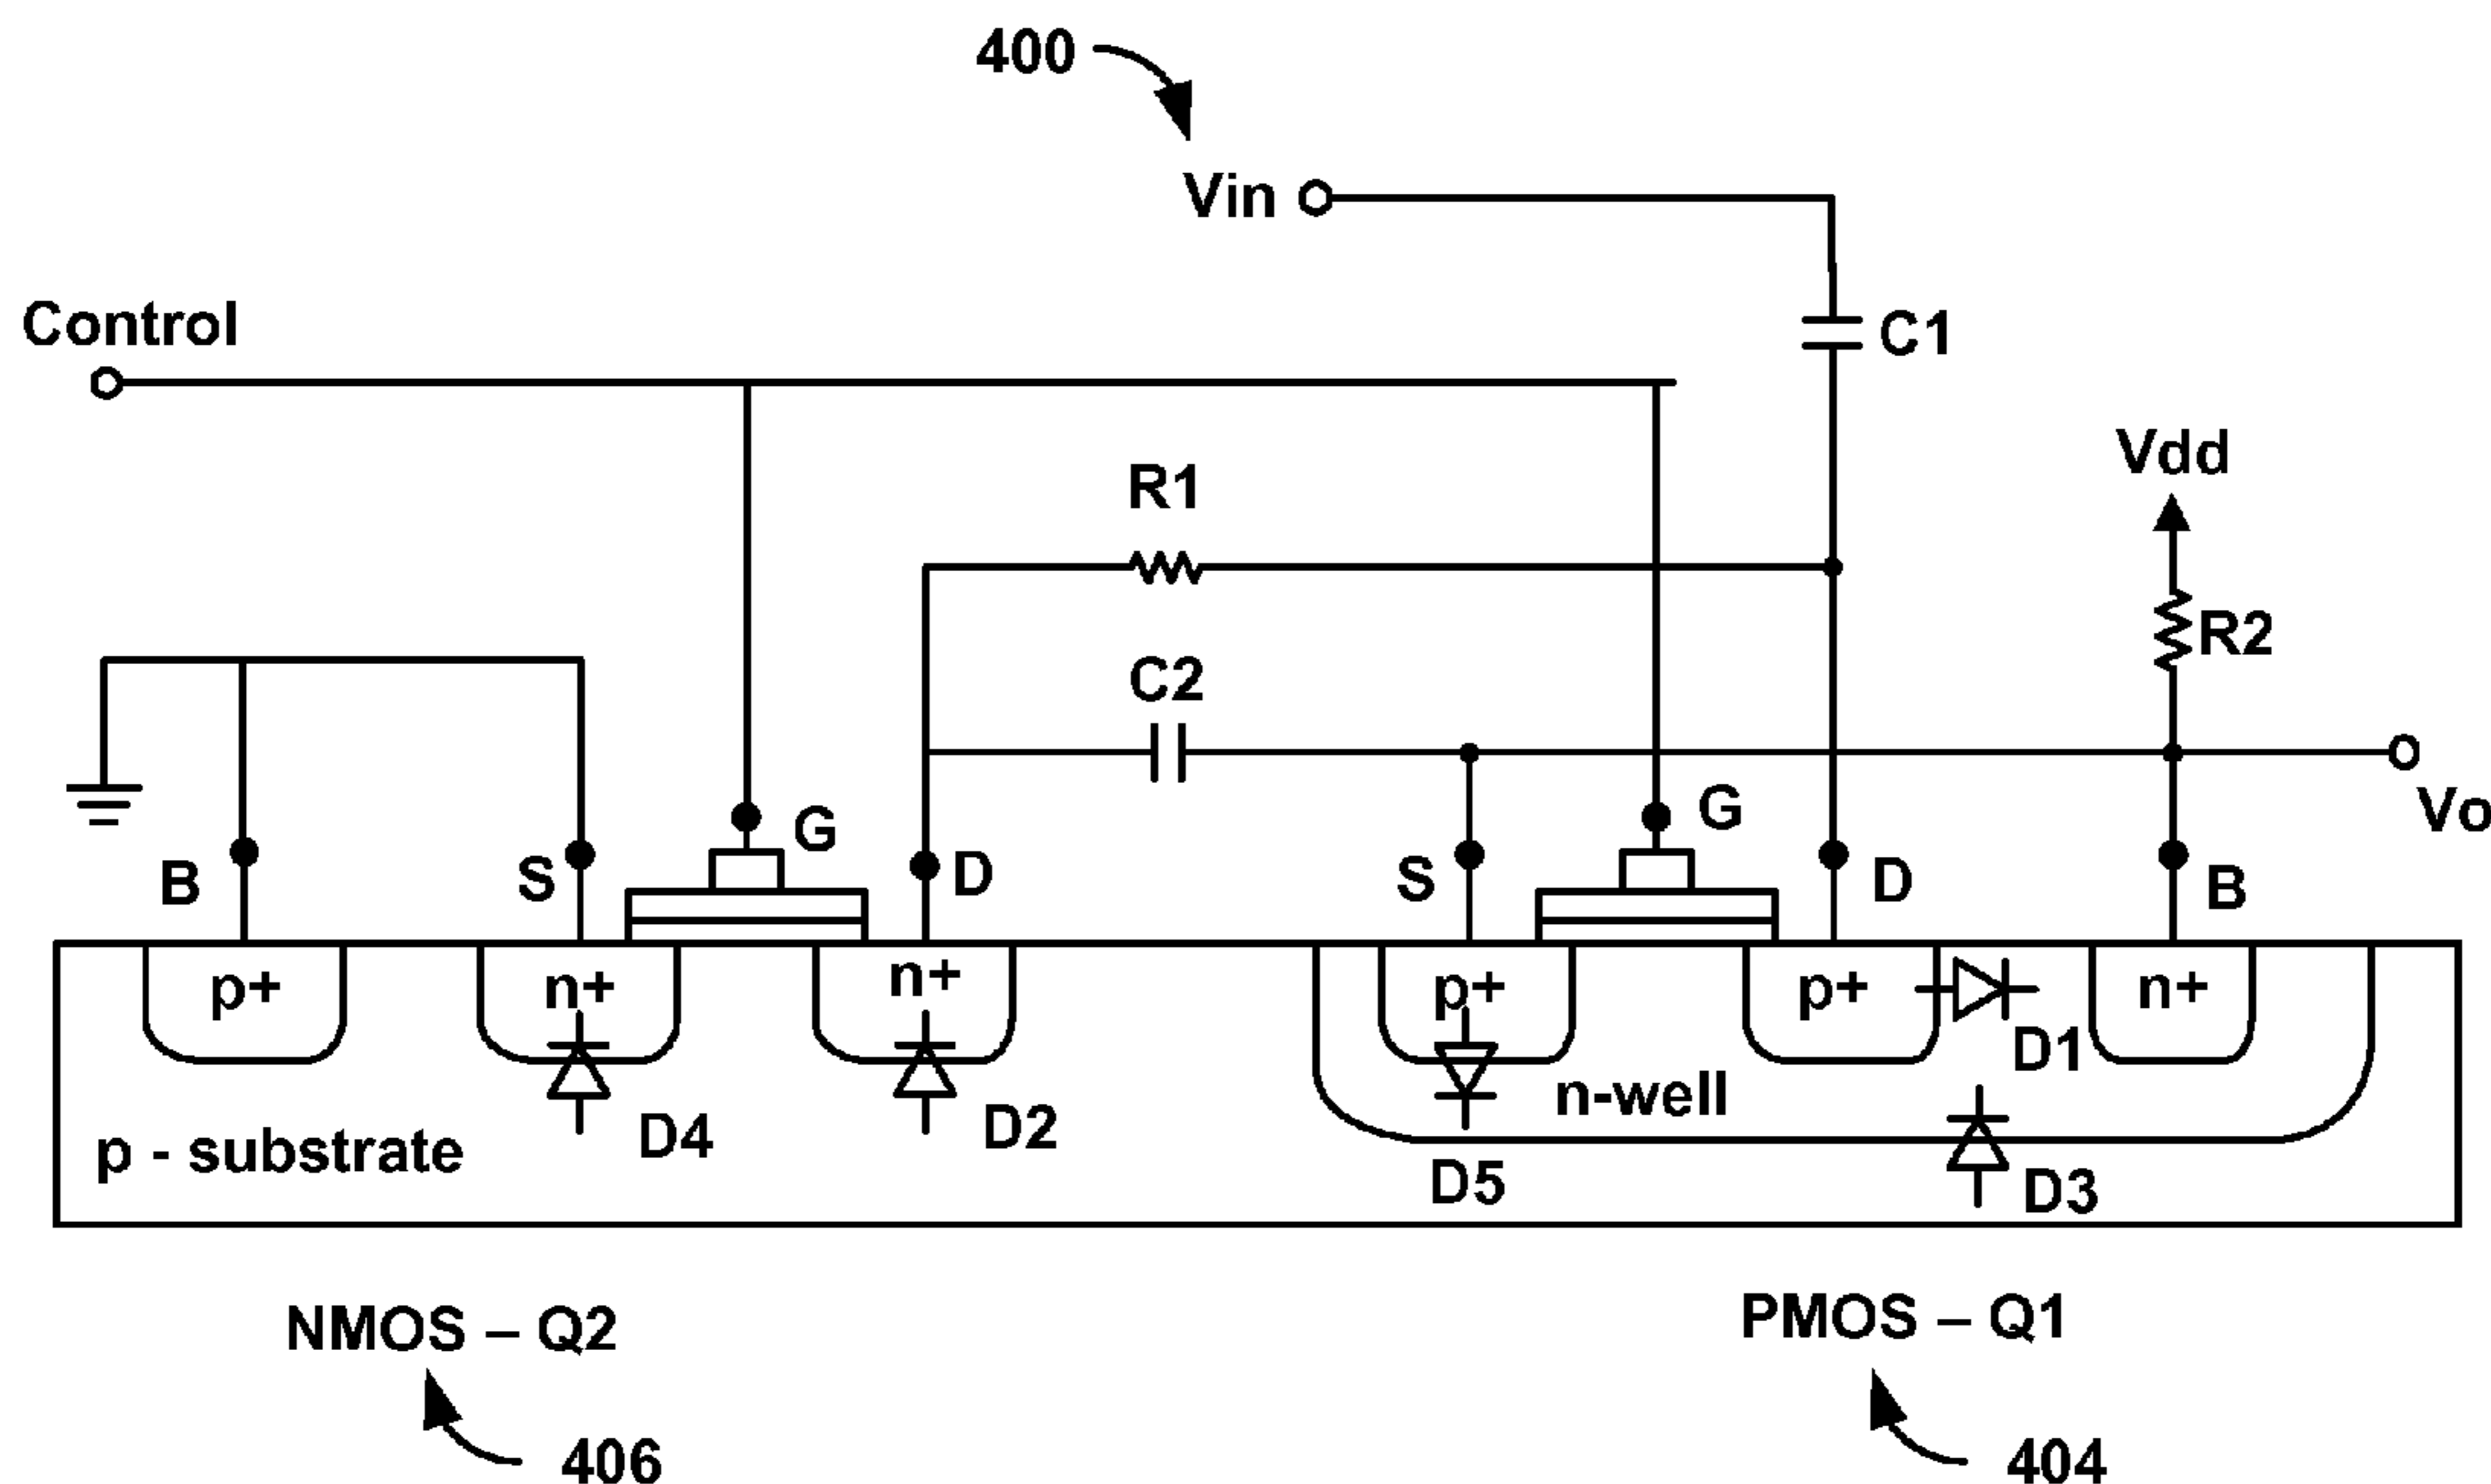 400
Vin
Control
C1
Vdd
R1
R2
C2
Vo
G
G
B
S
D
S
D
B
p+
n+
n+
p+
p+
n+
D1
n-well
D4
D2
p - substrate
D5
D3
NMOS – Q2
PMOS – Q1
406
404